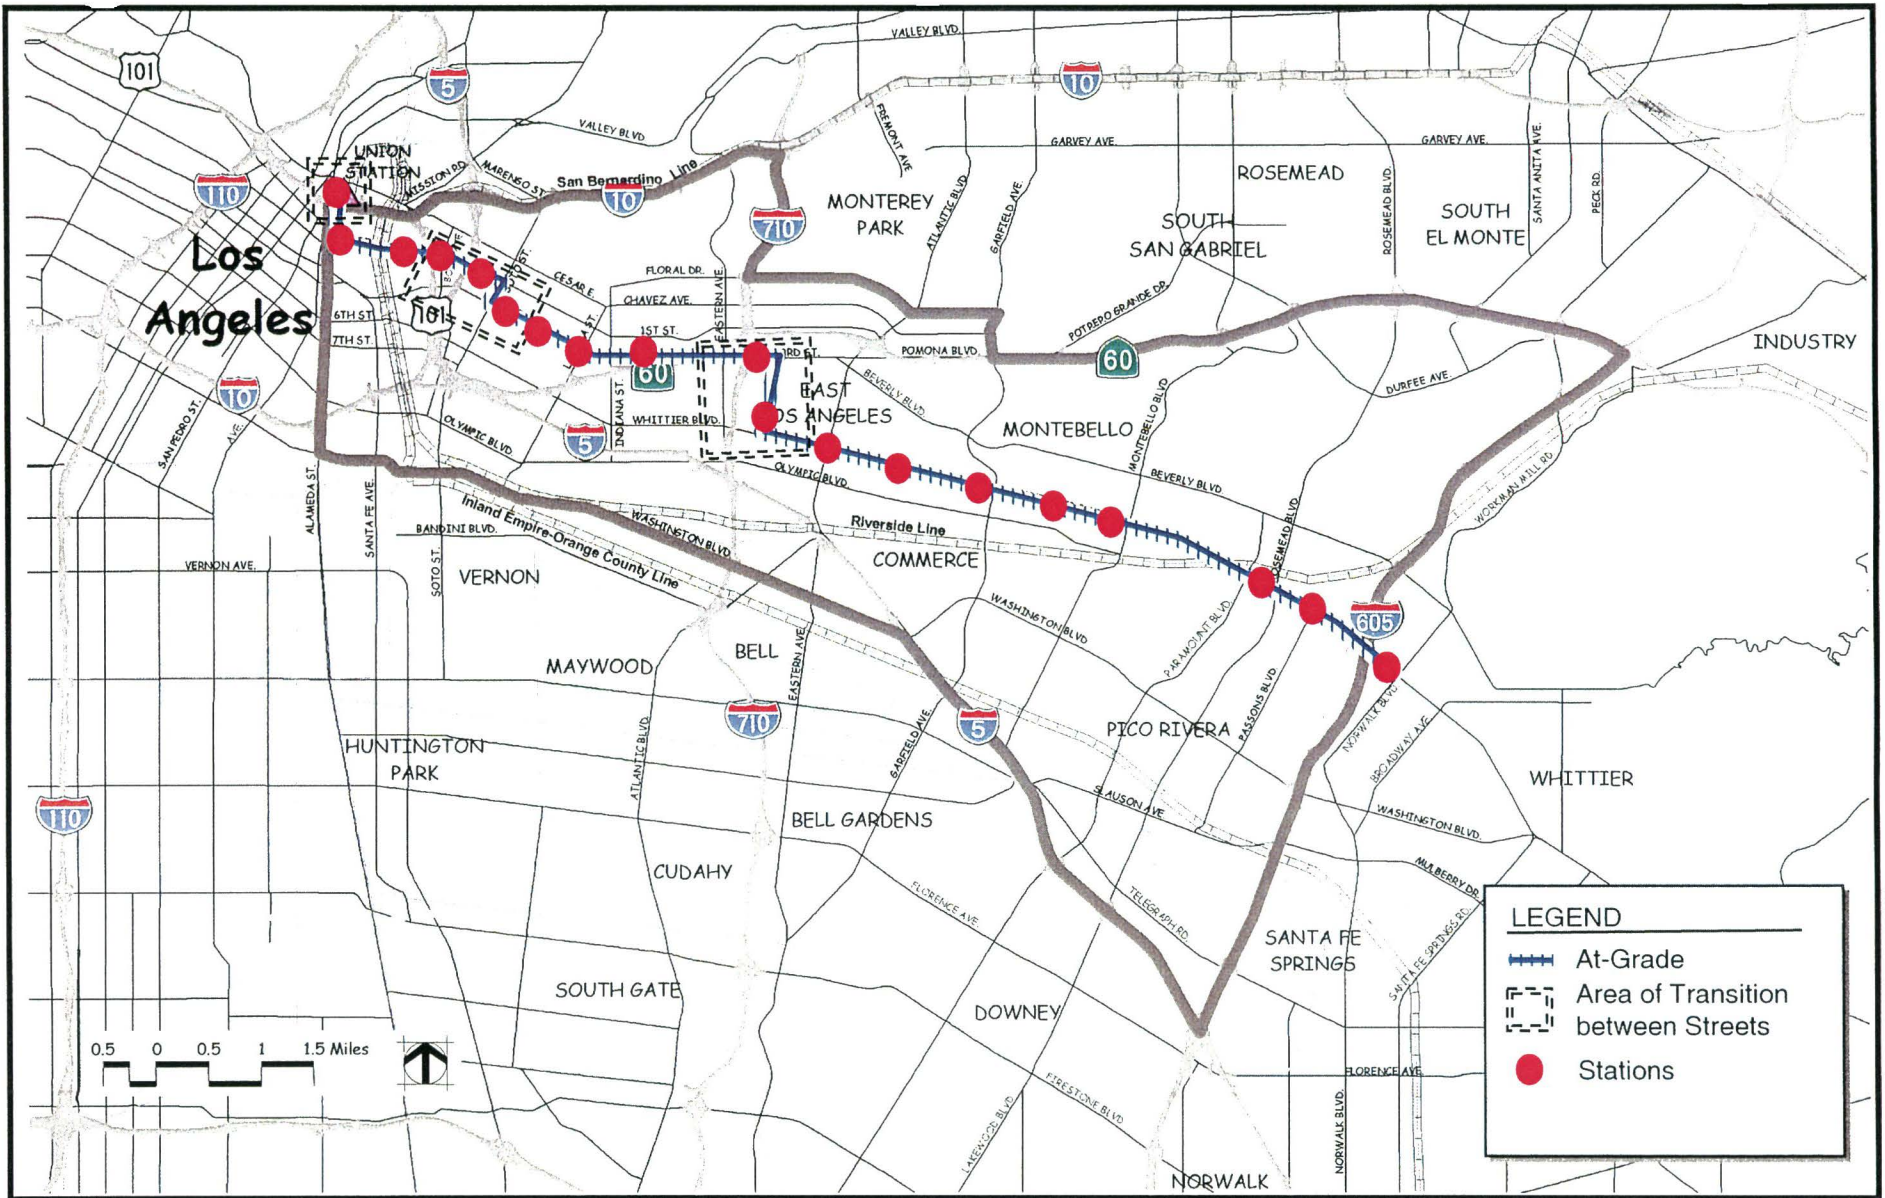 VALLEY BLVD.
101
5
10
VALLEY BLVD
FREMONT AVE
GARVEY AVE.
GARVEY AVE.
SANTA ANITA AVE.
UNION
STATION
MISSION RD.
MARENGO ST.
San Bernardino Line
10
110
710
MONTEREY
PARK
ATLANTIC BLVD
GARFIELD AVE
ROSEMEAD
SOUTH
SAN GABRIEL
ROSEMEAD BLVD.
SOUTH
EL MONTE
PECK RD.
Los
Angeles
CESAR E.
FLORAL DR.
CHAVEZ AVE.
EASTERN AVE.
POTREPO GRANDE DR.
101
6TH ST.
7TH ST.
1ST ST.
RD ST.
POMONA BLVD.
60
60
INDUSTRY
10
SAN PEDRO ST.
AVE.
OLYMPIC BLVD
5
INDIANA ST.
WHITTIER BLVD.
EAST
OS ANGELES
BEVERLY BLVD
DURFEE AVE.
MONTEBELLO
MONTEBELLO BLVD
BEVERLY BLVD
OLYMPIC BLVD
WORKMAN MILL RD
ALAMEDA ST.
SANTA FE AVE.
BANDINI BLVD.
Inland Empire-Orange County Line
WASHINGTON BLVD
Riverside Line
COMMERCE
OSEMEAD BLVD
VERNON AVE.
SOTO ST.
VERNON
WASHINGTON BLVD
PARAMOUNT BLVD.
605
MAYWOOD
BELL
EASTERN AVE.
710
5
PICO RIVERA
PASSONS BLVD
NORWALK BLVD
BROADWAY AVE.
HUNTINGTON
PARK
ATLANTIC BLVD.
GARFIELD AVE.
WHITTIER
110
BELL GARDENS
SLAUSON AVE
WASHINGTON BLVD.
CUDAHY
MULBERRY DR.
FLORENCE AVE.
TELEGRAPH RD.
SANTA FE
SPRINGS
SANTA FE SPRINGS RD.
SOUTH GATE
DOWNEY
FLORENCE AVE.
FIRESTONE BLVD
LAKEWOOD BLVD
NORWALK BLVD.
NORWALK
0.5 0 0.5 1 1.5 Miles
LEGEND
At-Grade
Area of Transition
between Streets
Stations